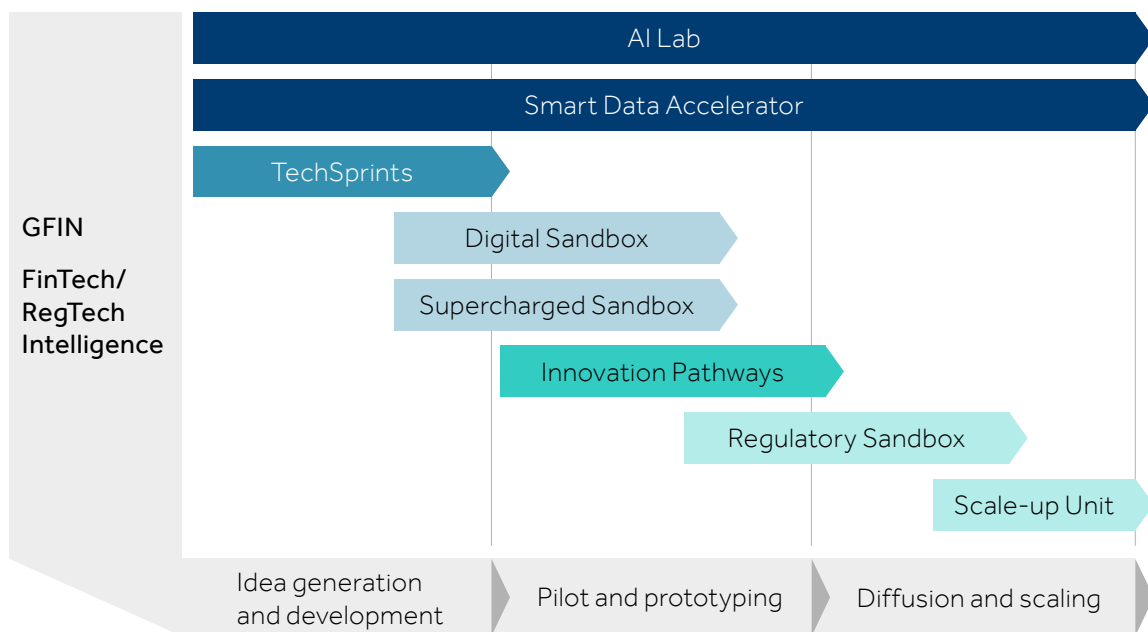 AI Lab
Smart Data Accelerator
TechSprints
GFIN
FinTech/
RegTech
Intelligence
Digital Sandbox
Supercharged Sandbox
Innovation Pathways
Regulatory Sandbox
Scale-up Unit
Idea generation
and development
Pilot and prototyping
Diffusion and scaling